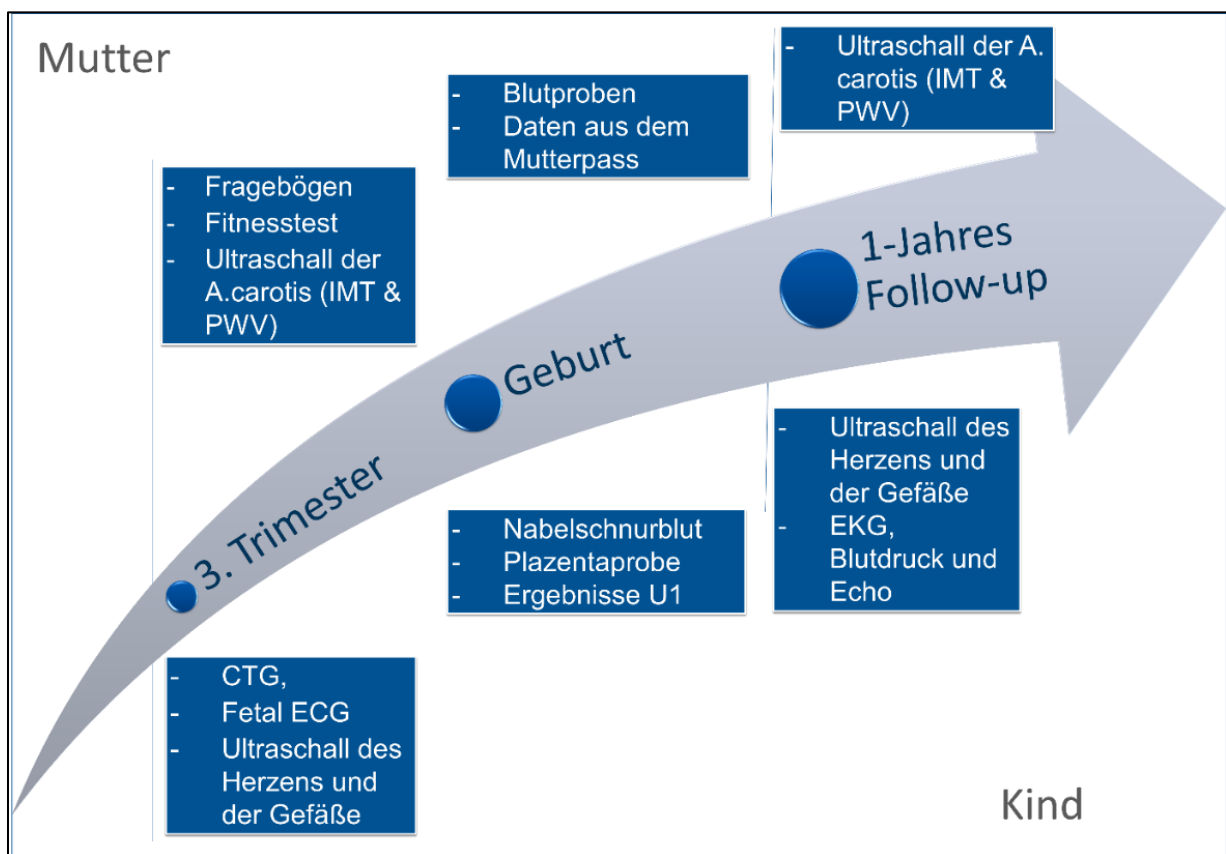 Mutter
- Fragebögen
- Fitnesstest
- Ultraschall der
A.carotis (IMT &
PWV)
- Blutproben
- Daten aus dem
Mutterpass
- Ultraschall der A.
carotis (IMT &
PWV)
3. Trimester
Geburt
1-Jahres
Follow-up
- CTG,
- Fetal ECG
- Ultraschall des
Herzens und
der Gefäße
- Nabelschnurblut
- Plazentaprobe
- Ergebnisse U1
- Ultraschall des
Herzens und
der Gefäße
- EKG,
Blutdruck und
Echo
Kind